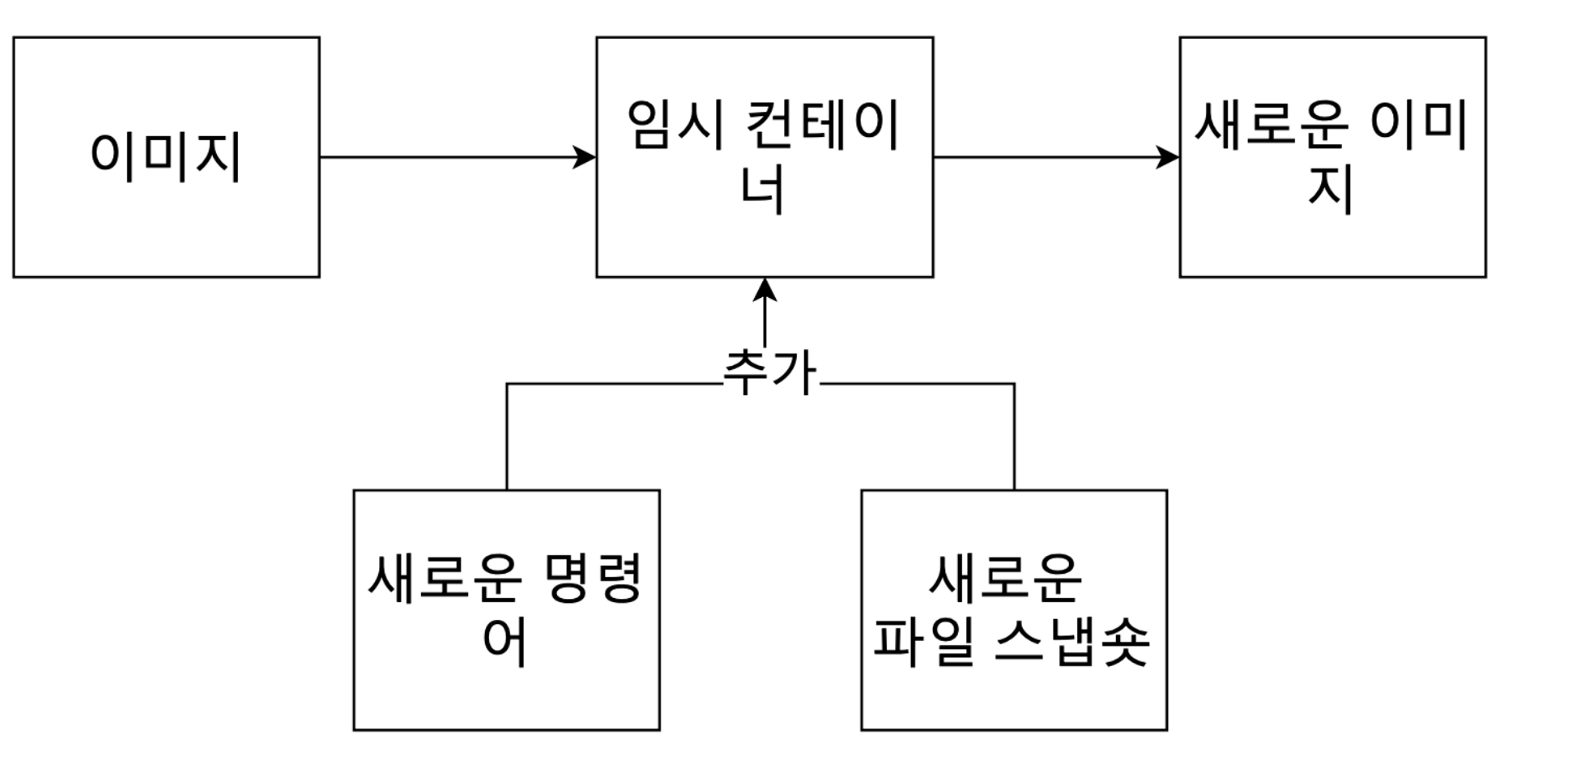 이미지
임시 컨테이
너
새로운 이미
지
추가
새로운 명령
어
새로운
파일 스냅숏